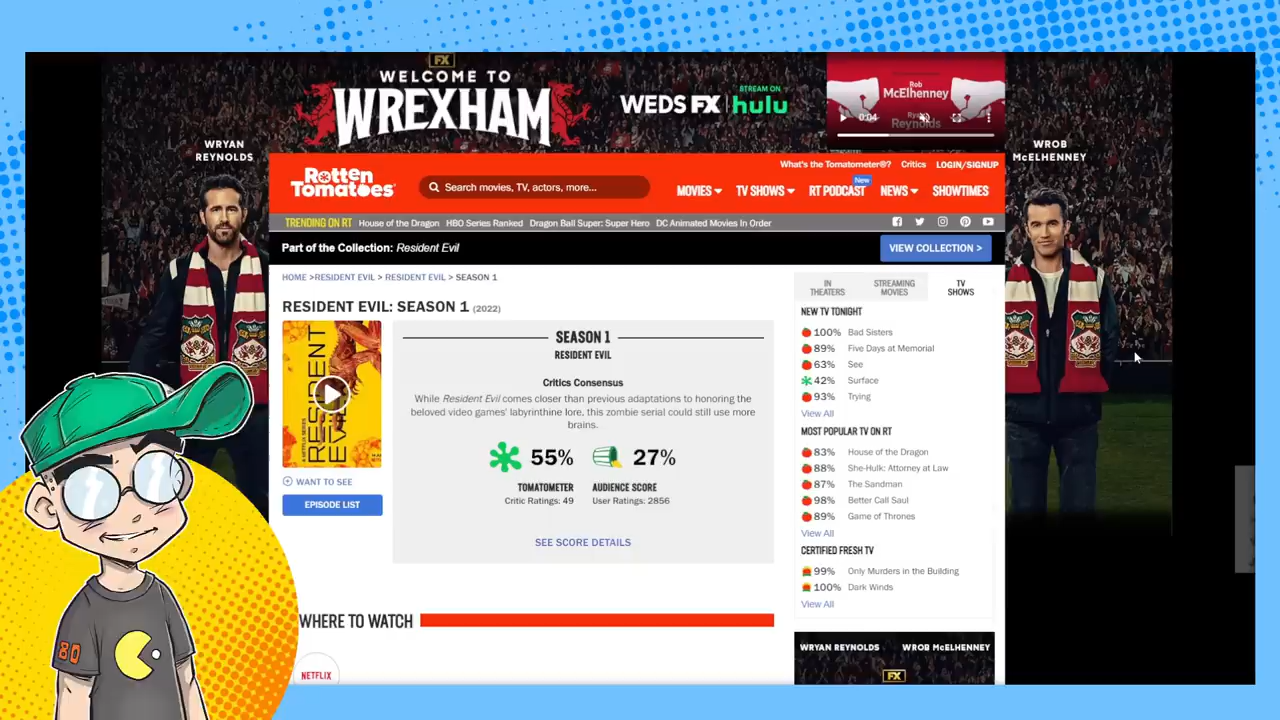 FX
WELCOME TO
WREXHAM
WEDS FX
STREAM ON
hulu
Rob
McElhenney
0:04
Reynolds
WRYAN
REYNOLDS
WROB
McELHENNEY
What's the Tomatometer®?
Critics
LOGIN/SIGNUP
Rotten
Tomatoes
Search movies, TV, actors, more...
MOVIES
TV SHOWS
RT PODCAST
New
NEWS
SHOWTIMES
TRENDING ON RT
House of the Dragon
HBO Series Ranked
Dragon Ball Super: Super Hero
DC Animated Movies In Order
Part of the Collection: Resident Evil
VIEW COLLECTION >
HOME >RESIDENT EVIL > RESIDENT EVIL > SEASON 1
RESIDENT EVIL: SEASON 1 (2022)
RESIDENT
EVIL
WANT TO SEE
EPISODE LIST
SEASON 1
RESIDENT EVIL
Critics Consensus
While Resident Evil comes closer than previous adaptations to honoring the
beloved video games' labyrinthine lore, this zombie serial could still use more
brains.
55%
27%
TOMATOMETER
AUDIENCE SCORE
Critic Ratings: 49
User Ratings: 2856
SEE SCORE DETAILS
WHERE TO WATCH
NETFLIX
IN
THEATERS
STREAMING
MOVIES
TV
SHOWS
NEW TV TONIGHT
100% Bad Sisters
89% Five Days at Memorial
63% See
42% Surface
93% Trying
View All
MOST POPULAR TV ON RT
83% House of the Dragon
88% She-Hulk: Attorney at Law
87% The Sandman
98% Better Call Saul
89% Game of Thrones
View All
CERTIFIED FRESH TV
99% Only Murders in the Building
100% Dark Winds
View All
WRYAN REYNOLDS
WROB McELHENNEY
FX
80